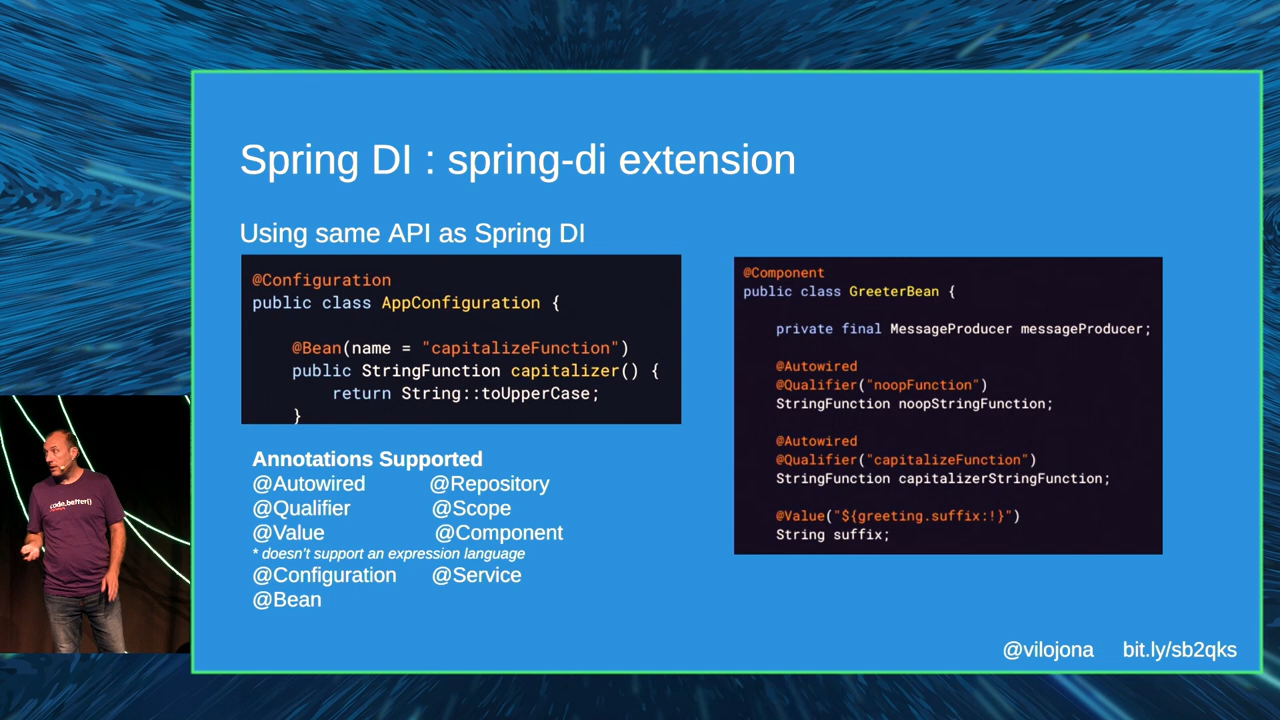 Spring DI : spring-di extension
Using same API as Spring DI
@Configuration
public class AppConfiguration {
@Bean(name = "capitalizeFunction")
public StringFunction capitalizer() {
return String::toUpperCase;
}
Annotations Supported
@Autowired @Repository
@Qualifier @Scope
@Value @Component
* doesn't support an expression language
@Configuration @Service
@Bean
@Component
public class GreeterBean {
private final MessageProducer messageProducer;
@Autowired
@Qualifier("noopFunction")
StringFunction noopStringFunction;
@Autowired
@Qualifier("capitalizeFunction")
StringFunction capitalizerStringFunction;
@Value("${greeting.suffix:!}")
String suffix;
code.better()
@vilojona bit.ly/sb2qks